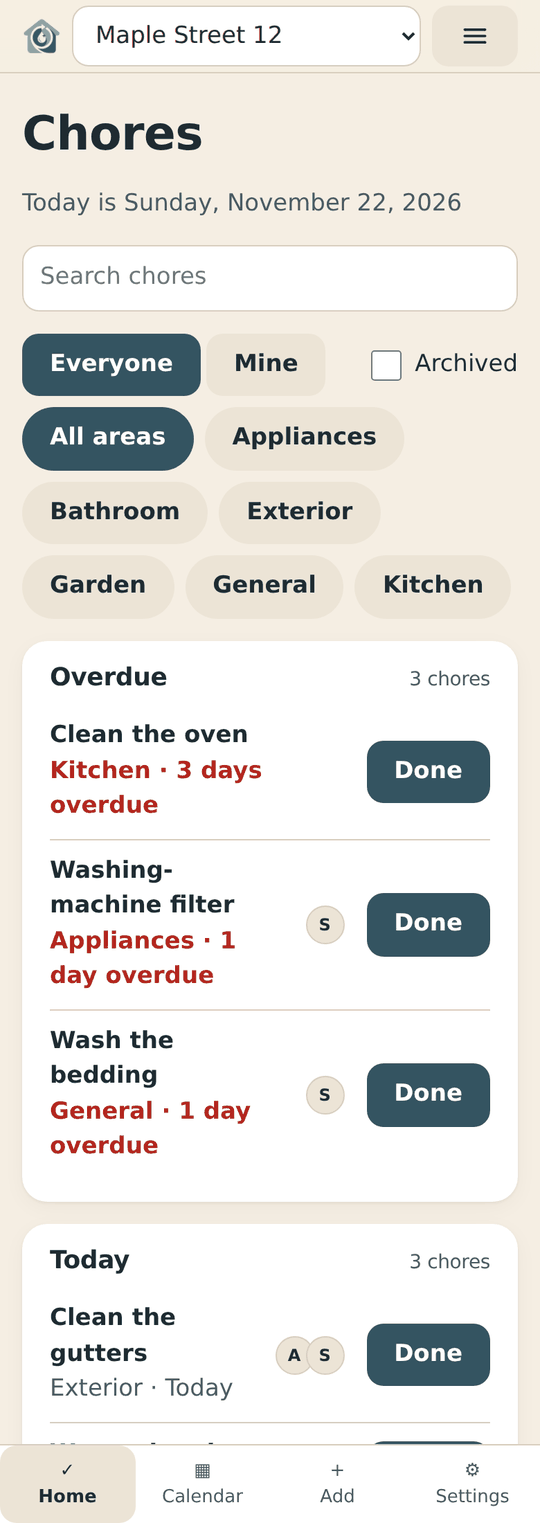 Maple Street 12
Chores
Today is Sunday, November 22, 2026
Search chores
Everyone
Mine
Archived
All areas
Appliances
Bathroom
Exterior
Garden
General
Kitchen
Overdue
3 chores
Clean the oven
Kitchen · 3 days
overdue
Done
Washing-
machine filter
Appliances · 1
day overdue
S
Done
Wash the
bedding
General · 1 day
overdue
S
Done
Today
3 chores
Clean the
gutters
Exterior · Today
A
S
Done
Home
Calendar
Add
Settings